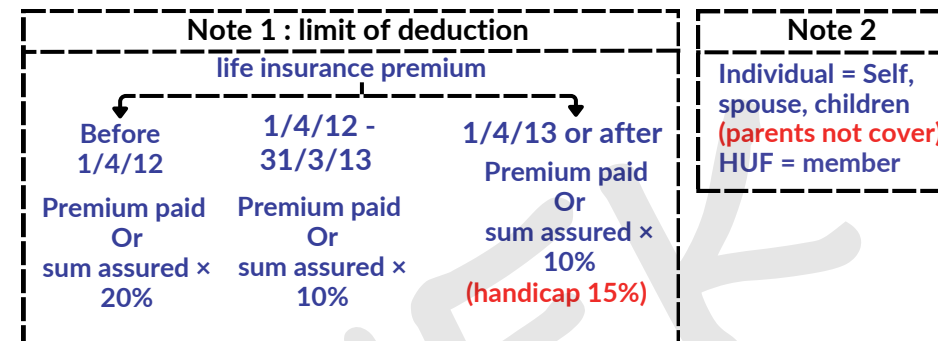 Note 1 : limit of deduction
life insurance premium
Before
1/4/12
Premium paid
Or
sum assured ×
20%
1/4/12 -
31/3/13
Premium paid
Or
sum assured ×
10%
1/4/13 or after
Premium paid
Or
sum assured ×
10%
(handicap 15%)
Note 2
Individual = Self,
spouse, children
(parents not cover)
HUF = member